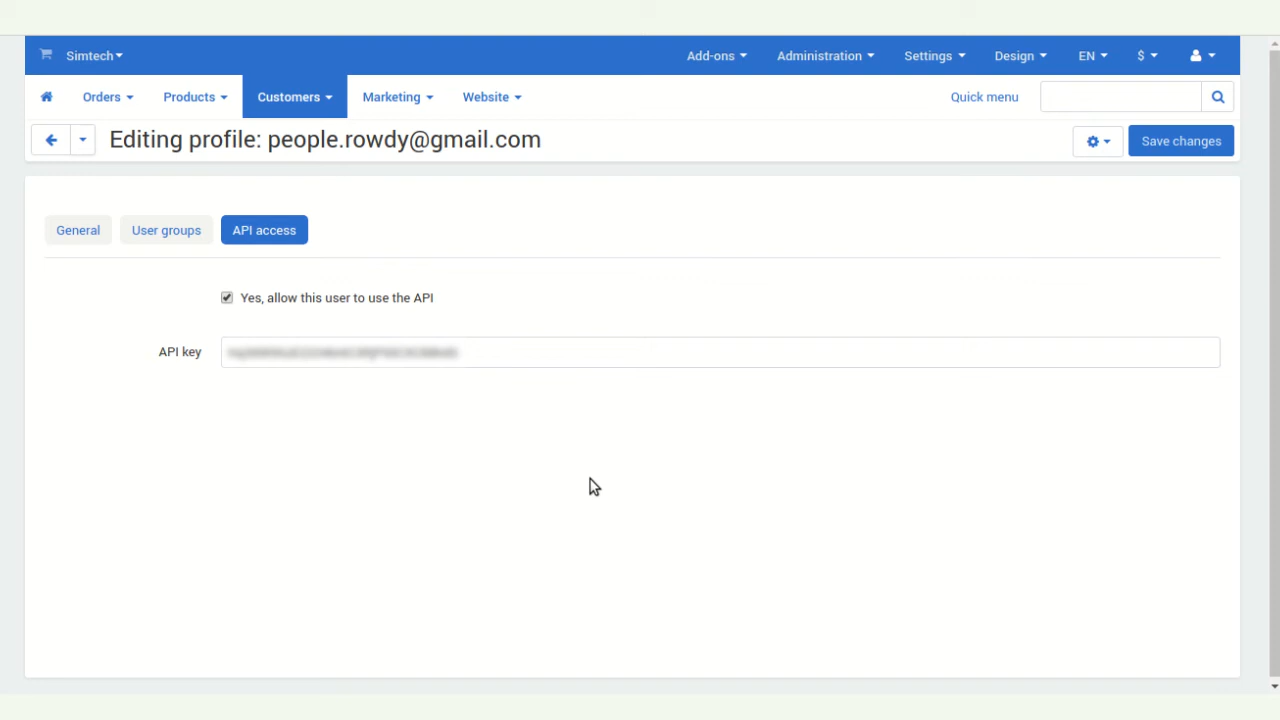 Simtech
Add-ons
Administration
Settings
Design
EN
$
Orders
Products
Customers
Marketing
Website
Quick menu
Editing profile: people.rowdy@gmail.com
Save changes
General
User groups
API access
Yes, allow this user to use the API
API key